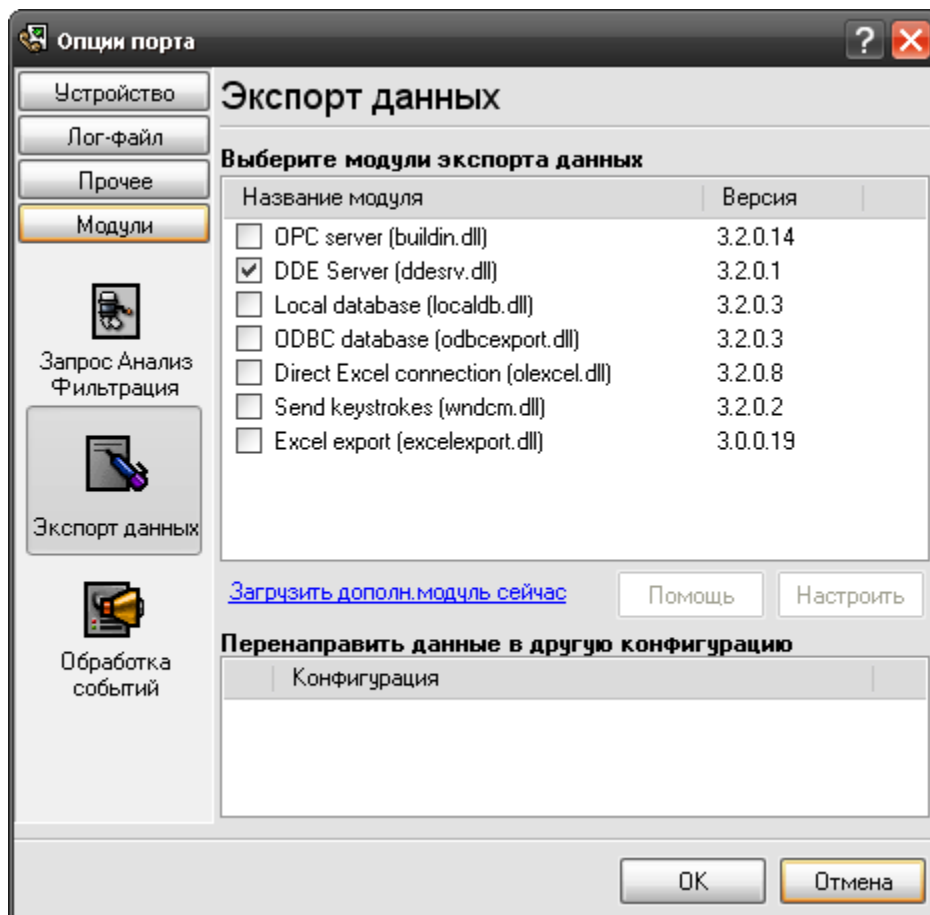 Опции порта
?
Устройство
Лог-файл
Прочее
Модули
Запрос Анализ
Фильтрация
Экспорт данных
Обработка
событий
Экспорт данных
Выберите модули экспорта данных
Название модуля Версия
OPC server (buildin.dll) 3.2.0.14
DDE Server (ddesrv.dll) 3.2.0.1
Local database (localdb.dll) 3.2.0.3
ODBC database (odbcexport.dll) 3.2.0.3
Direct Excel connection (olexcel.dll) 3.2.0.8
Send keystrokes (wndcm.dll) 3.2.0.2
Excel export (excelexport.dll) 3.0.0.19
Загрузить дополн.модуль сейчас Помощь Настроить
Перенаправить данные в другую конфигурацию
Конфигурация
OK Отмена